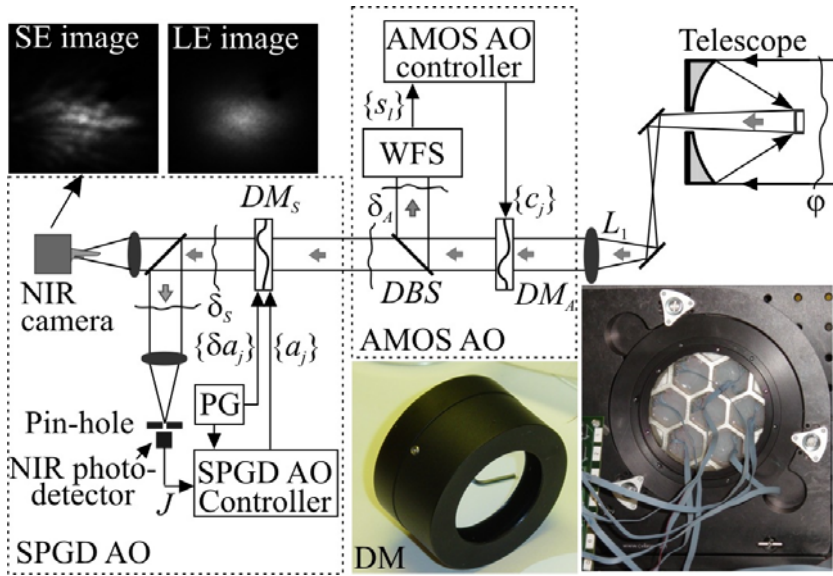 SE image
LE image
AMOS AO
controller
{s_l}
WFS
δ_A
{c_j}
Telescope
φ
L_1
DM_S
DBS
DM_A
AMOS AO
NIR
camera
δ_S
{δa_j}
{a_j}
PG
Pin-hole
NIR photo-
detector
J
SPGD AO
Controller
SPGD AO
DM